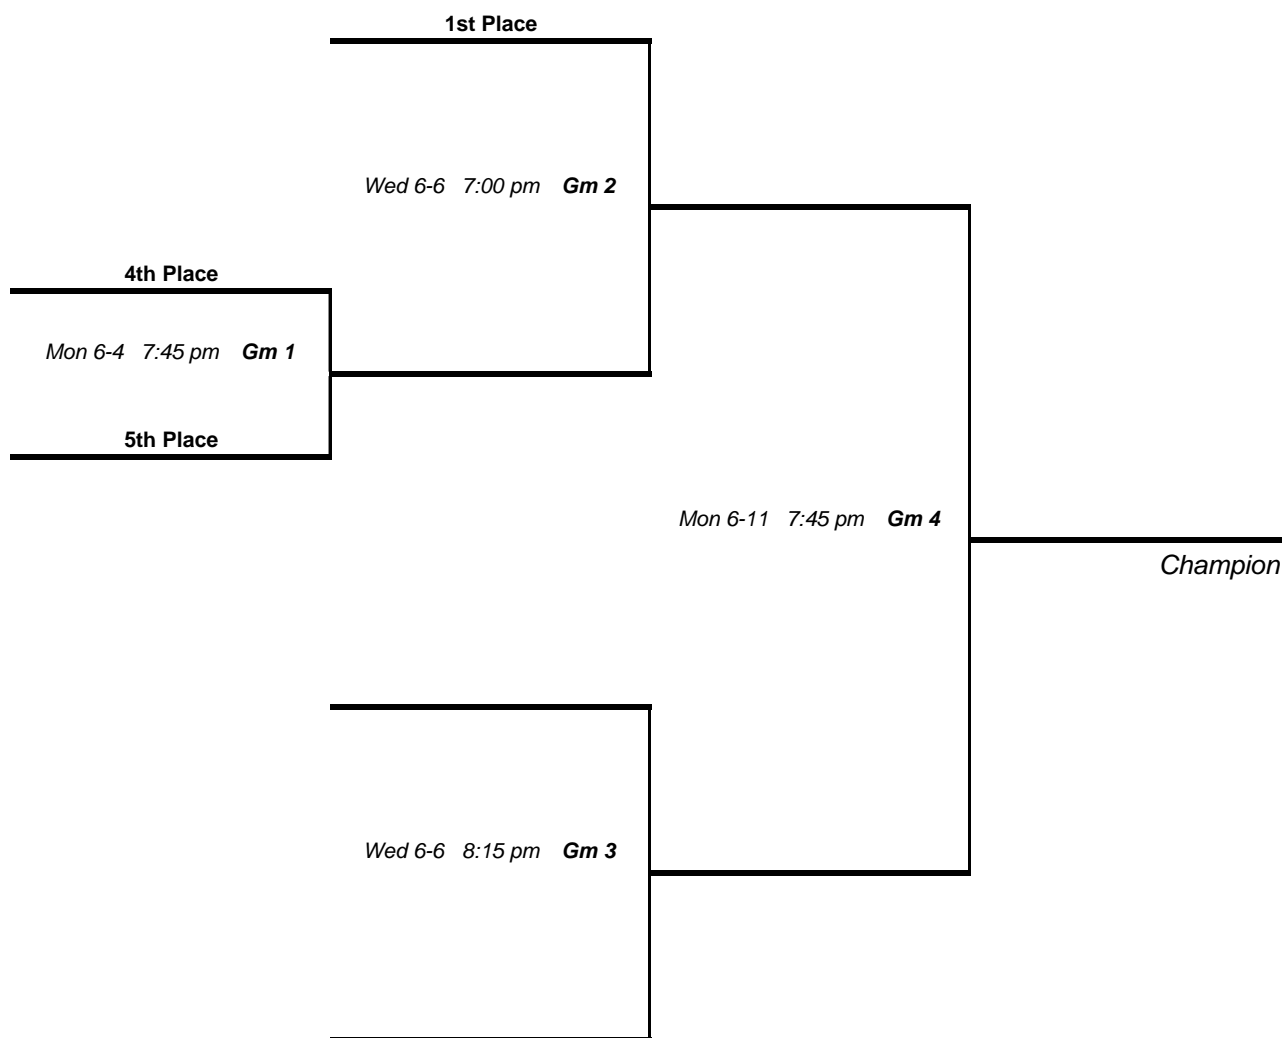 1st Place
Wed 6-6 7:00 pm Gm 2
4th Place
Mon 6-4 7:45 pm Gm 1
5th Place
Mon 6-11 7:45 pm Gm 4
Champion
Wed 6-6 8:15 pm Gm 3